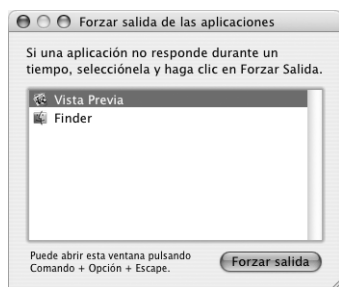 Forzar salida de las aplicaciones
Si una aplicación no responde durante un
tiempo, selecciónela y haga clic en Forzar Salida.
Vista Previa
Finder
Puede abrir esta ventana pulsando
Comando + Opción + Escape.
Forzar salida